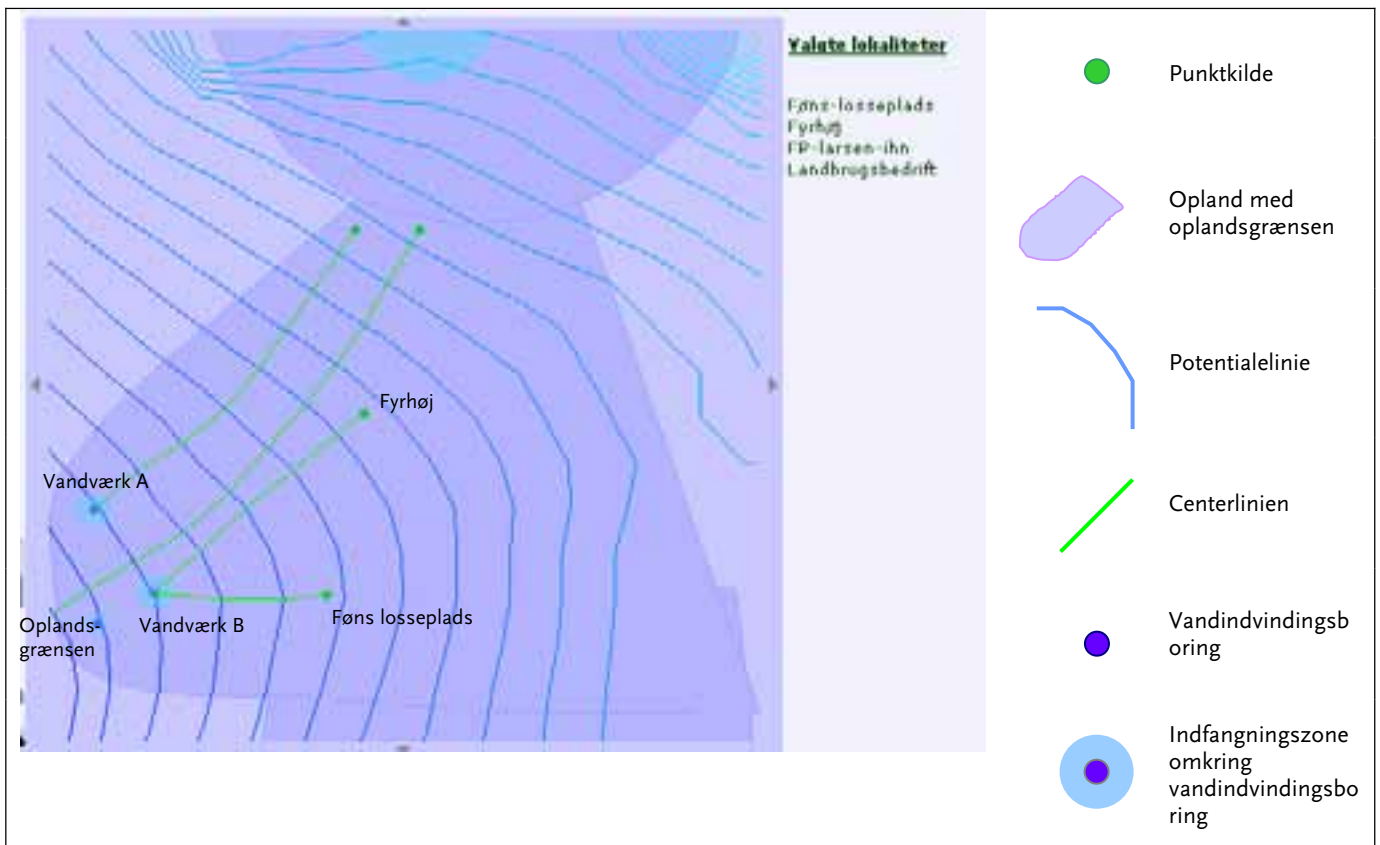 Valgte lokaliteter
Føns-losseplads
Fyrhøj
FP-larsen-ihn
Landbrugsbedrift
Fyrhøj
Vandværk A
Oplands-
grænsen
Vandværk B
Føns losseplads
Punktkilde
Opland med
oplandsgrænsen
Potentialelinie
Centerlinien
Vandindvindingsb
oring
Indfangningszone
omkring
vandindvindingsbo
ring